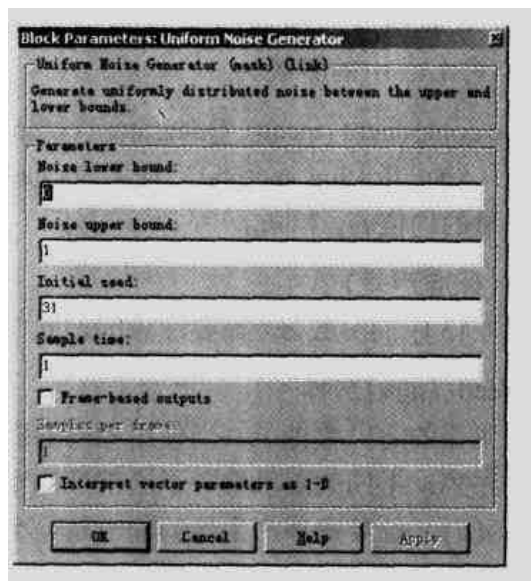 Block Parameters: Uniform Noise Generator
Uniform Noise Generator (mask) (link)
Generate uniformly distributed noise between the upper and
lower bounds.
Parameters
Noise lower bound:
0
Noise upper bound:
1
Initial seed:
31
Sample time:
1
Frame-based outputs
Samples per frame:
1
Interpret vector parameters as 1-D
OK
Cancel
Help
Apply